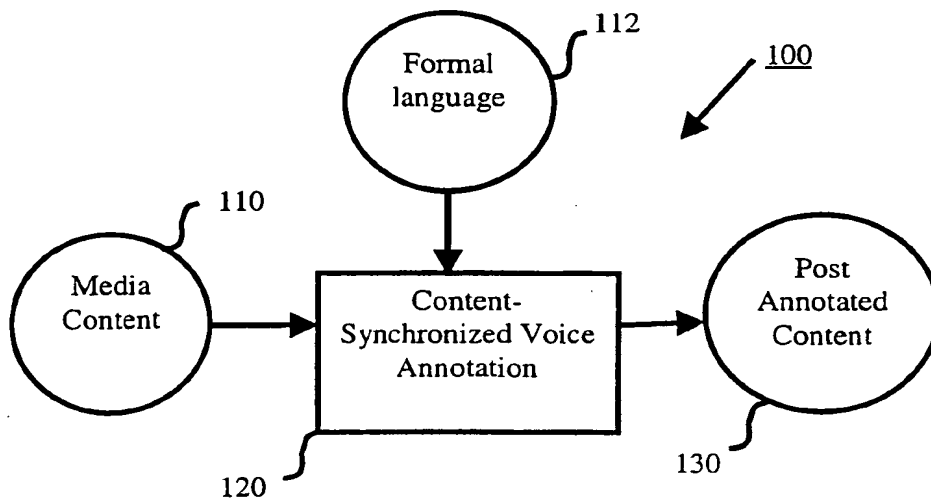 112
Formal
language
100
110
Media
Content
Content-
Synchronized Voice
Annotation
Post
Annotated
Content
120
130